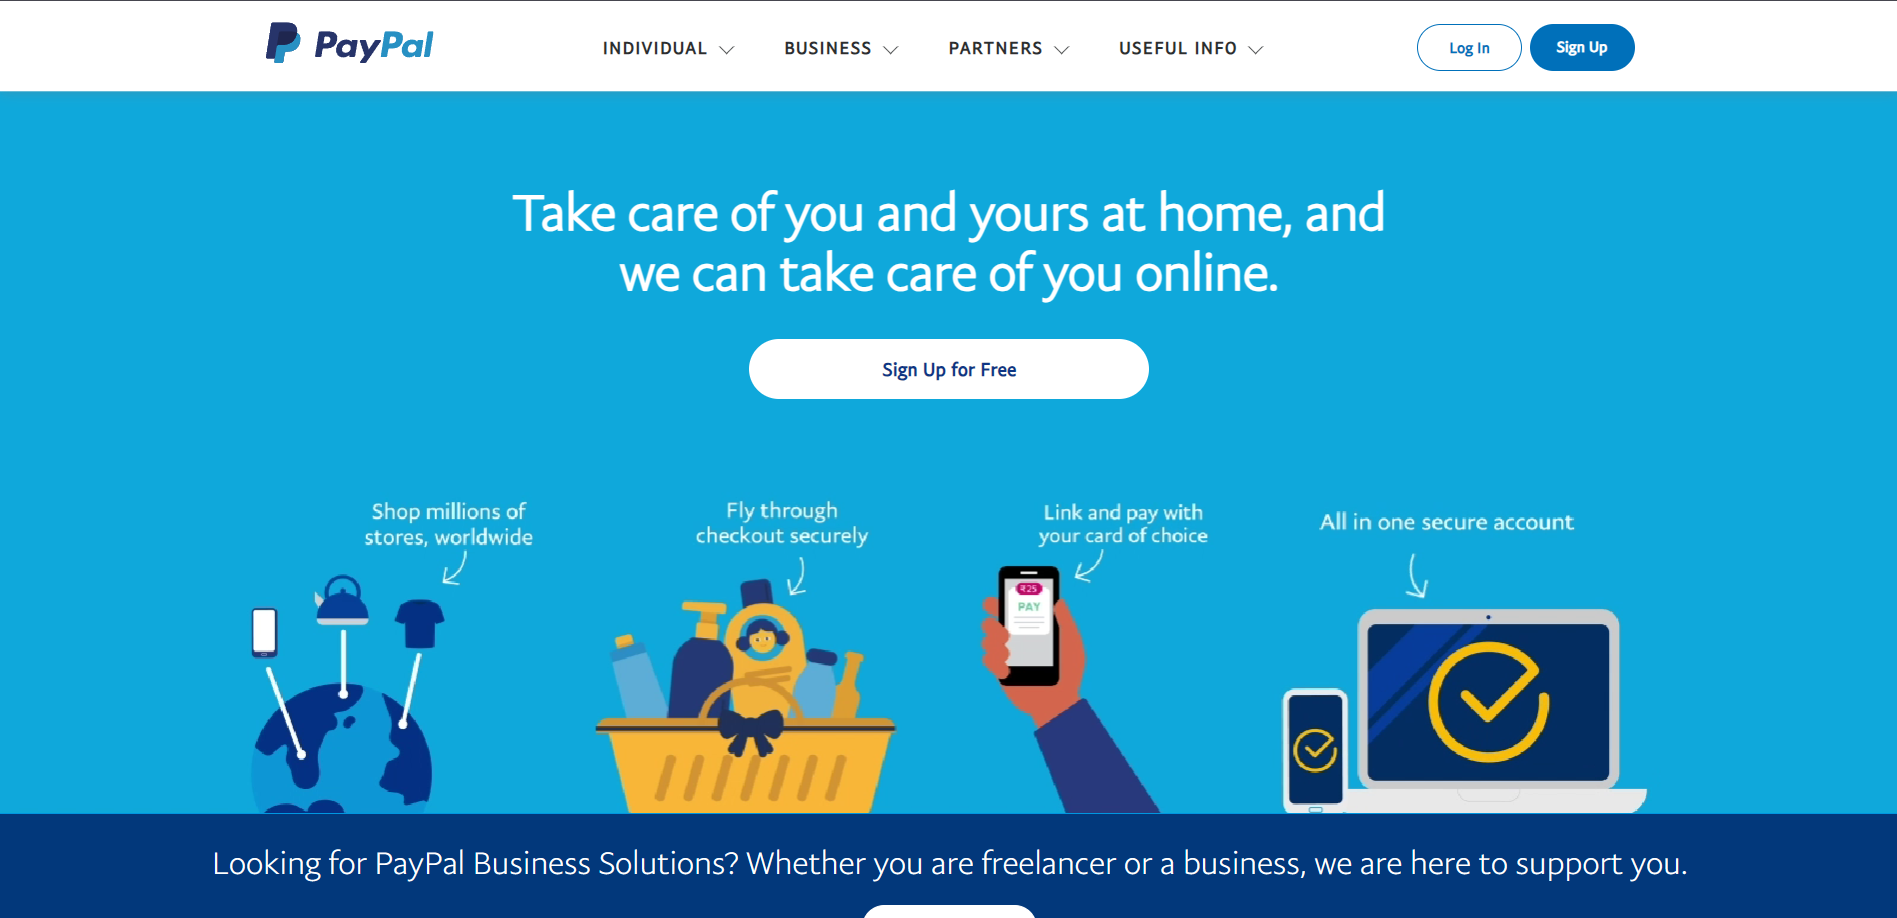 PayPal
INDIVIDUAL
BUSINESS
PARTNERS
USEFUL INFO
Log In
Sign Up
Take care of you and yours at home, and
we can take care of you online.
Sign Up for Free
Shop millions of
stores, worldwide
Fly through
checkout securely
Link and pay with
your card of choice
All in one secure account
₹25
PAY
Looking for PayPal Business Solutions? Whether you are freelancer or a business, we are here to support you.